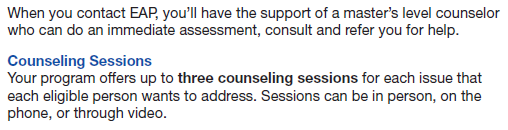 When you contact EAP, you'll have the support of a master's level counselor
who can do an immediate assessment, consult and refer you for help.
Counseling Sessions
Your program offers up to three counseling sessions for each issue that
each eligible person wants to address. Sessions can be in person, on the
phone, or through video.